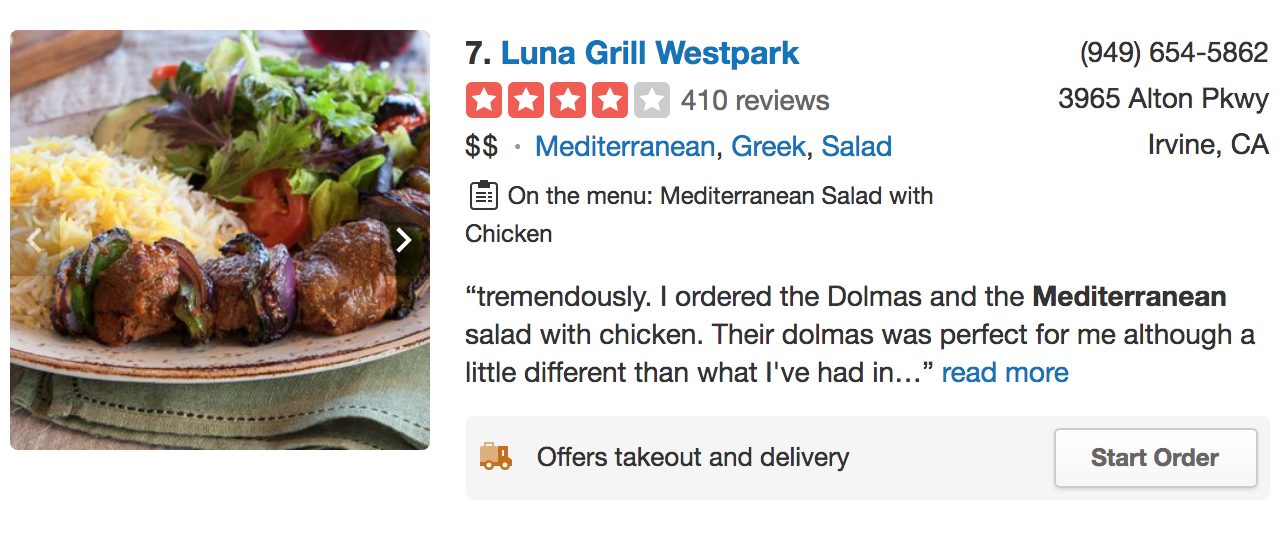 7. Luna Grill Westpark
410 reviews
$$ · Mediterranean, Greek, Salad
On the menu: Mediterranean Salad with
Chicken
(949) 654-5862
3965 Alton Pkwy
Irvine, CA
“tremendously. I ordered the Dolmas and the Mediterranean
salad with chicken. Their dolmas was perfect for me although a
little different than what I've had in…” read more
Offers takeout and delivery
Start Order